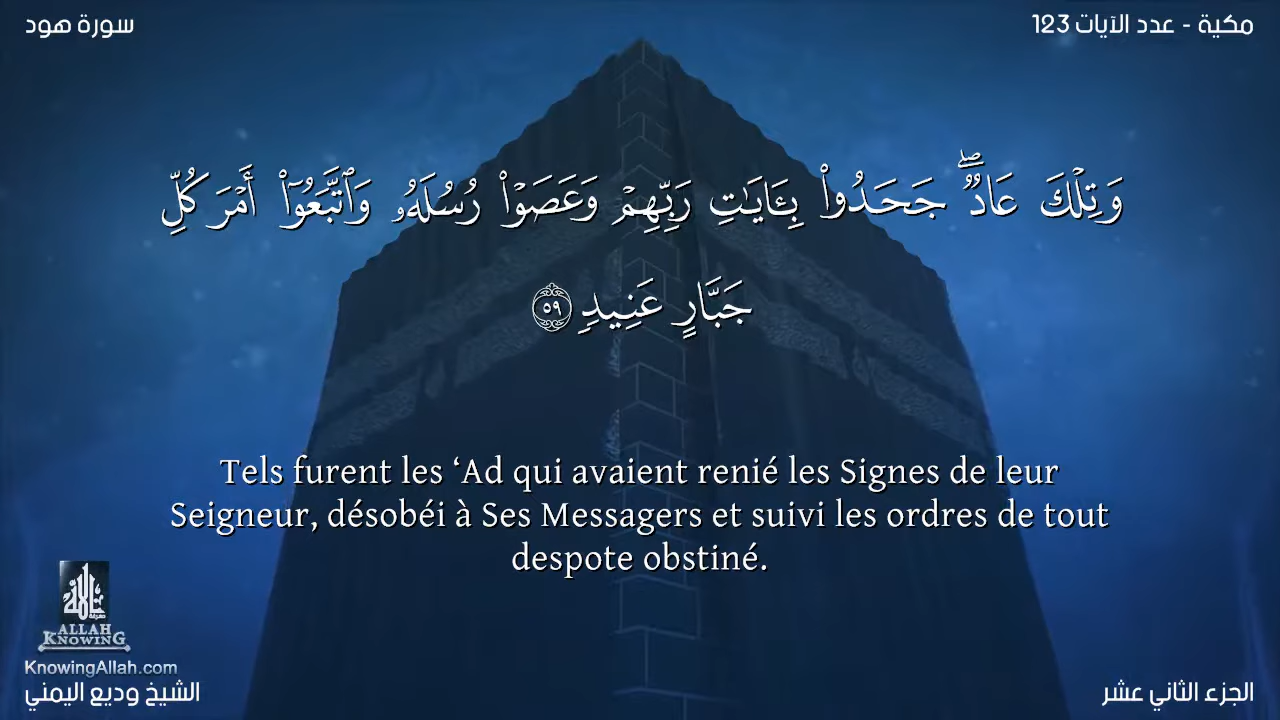 سورة هود
مكية - عدد الآيات 123
وَتِلْكَ عَادٌۖ جَحَدُوا۟ بِـَٔايَـٰتِ رَبِّهِمْ وَعَصَوْا۟ رُسُلَهُۥ وَٱتَّبَعُوٓا۟ أَمْرَ كُلِّ
جَبَّارٍ عَنِيدٍ ٥٩
Tels furent les ‘Ad qui avaient renié les Signes de leur
Seigneur, désobéi à Ses Messagers et suivi les ordres de tout
despote obstiné.
ALLAH
KNOWING
KnowingAllah.com
الشيخ وديع اليمني
الجزء الثاني عشر